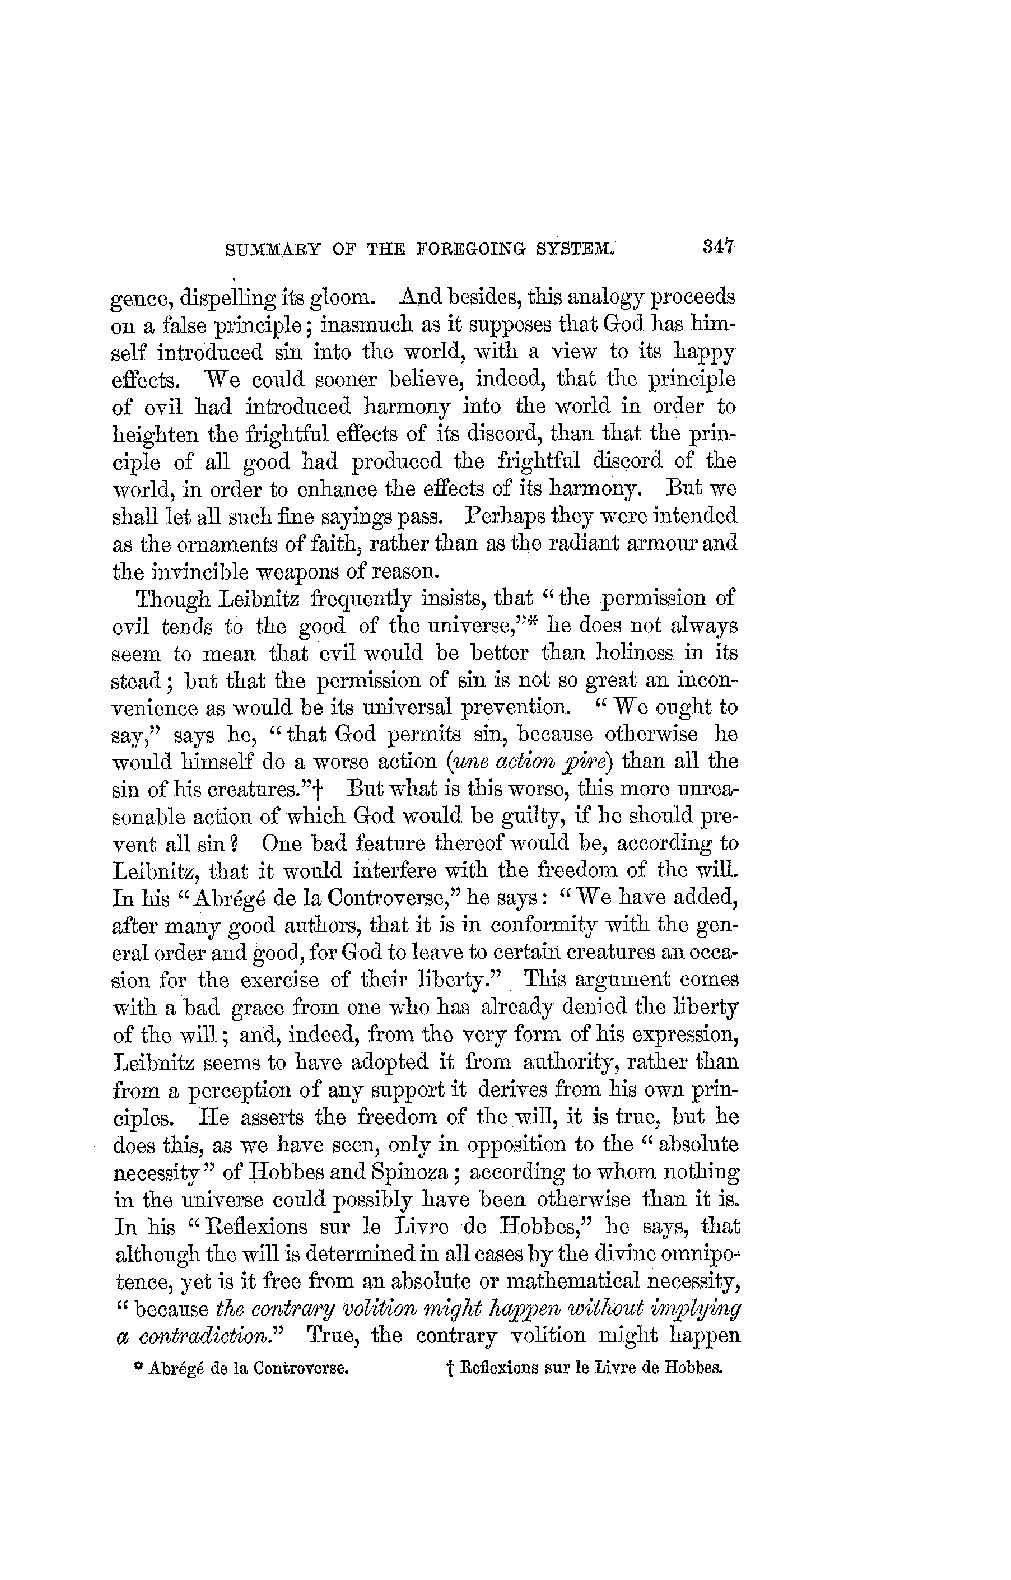 SUMMARY OF THE FOREGOING SYSTEM. 347
gence, dispelling its gloom. And besides, this analogy proceeds
on a false principle; inasmuch as it supposes that God has him-
self introduced sin into the world, with a view to its happy
effects. We could sooner believe, indeed, that the principle
of evil had introduced harmony into the world in order to
heighten the frightful effects of its discord, than that the prin-
ciple of all good had produced the frightful discord of the
world, in order to enhance the effects of its harmony. But we
shall let all such fine sayings pass. Perhaps they were intended
as the ornaments of faith, rather than as the radiant armour and
the invincible weapons of reason.
Though Leibnitz frequently insists, that “the permission of
evil tends to the good of the universe,”* he does not always
seem to mean that evil would be better than holiness in its
stead; but that the permission of sin is not so great an incon-
venience as would be its universal prevention. “We ought to
say,” says he, “that God permits sin, because otherwise he
would himself do a worse action (une action pire) than all the
sin of his creatures.”† But what is this worse, this more unrea-
sonable action of which God would be guilty, if he should pre-
vent all sin? One bad feature thereof would be, according to
Leibnitz, that it would interfere with the freedom of the will.
In his “Abrégé de la Controverse,” he says: “We have added,
after many good authors, that it is in conformity with the gen-
eral order and good, for God to leave to certain creatures an occa-
sion for the exercise of their liberty.” This argument comes
with a bad grace from one who has already denied the liberty
of the will; and, indeed, from the very form of his expression,
Leibnitz seems to have adopted it from authority, rather than
from a perception of any support it derives from his own prin-
ciples. He asserts the freedom of the will, it is true, but he
does this, as we have seen, only in opposition to the “absolute
necessity” of Hobbes and Spinoza; according to whom nothing
in the universe could possibly have been otherwise than it is.
In his “Reflexions sur le Livre de Hobbes,” he says, that
although the will is determined in all cases by the divine omnipo-
tence, yet is it free from an absolute or mathematical necessity,
“because the contrary volition might happen without implying
a contradiction.” True, the contrary volition might happen
* Abrégé de la Controverse. † Reflexions sur le Livre de Hobbes.